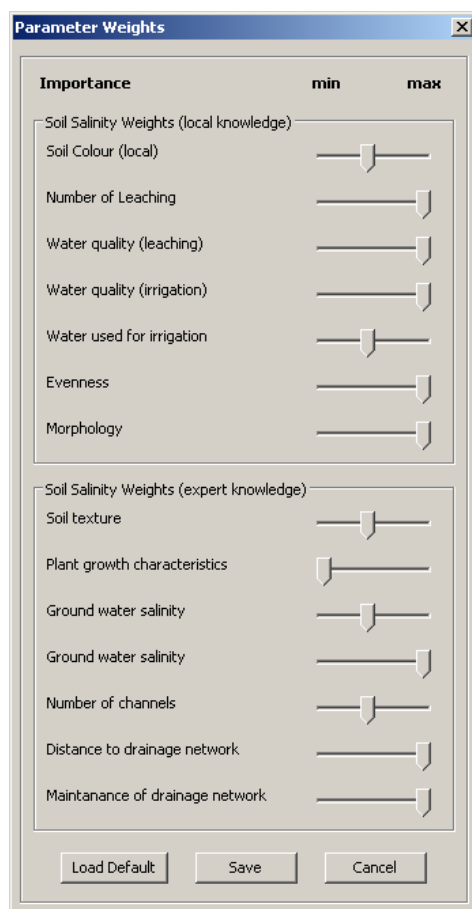 Parameter Weights
Importance min max
Soil Salinity Weights (local knowledge)
Soil Colour (local)
Number of Leaching
Water quality (leaching)
Water quality (irrigation)
Water used for irrigation
Evenness
Morphology
Soil Salinity Weights (expert knowledge)
Soil texture
Plant growth characteristics
Ground water salinity
Ground water salinity
Number of channels
Distance to drainage network
Maintanance of drainage network
Load Default Save Cancel